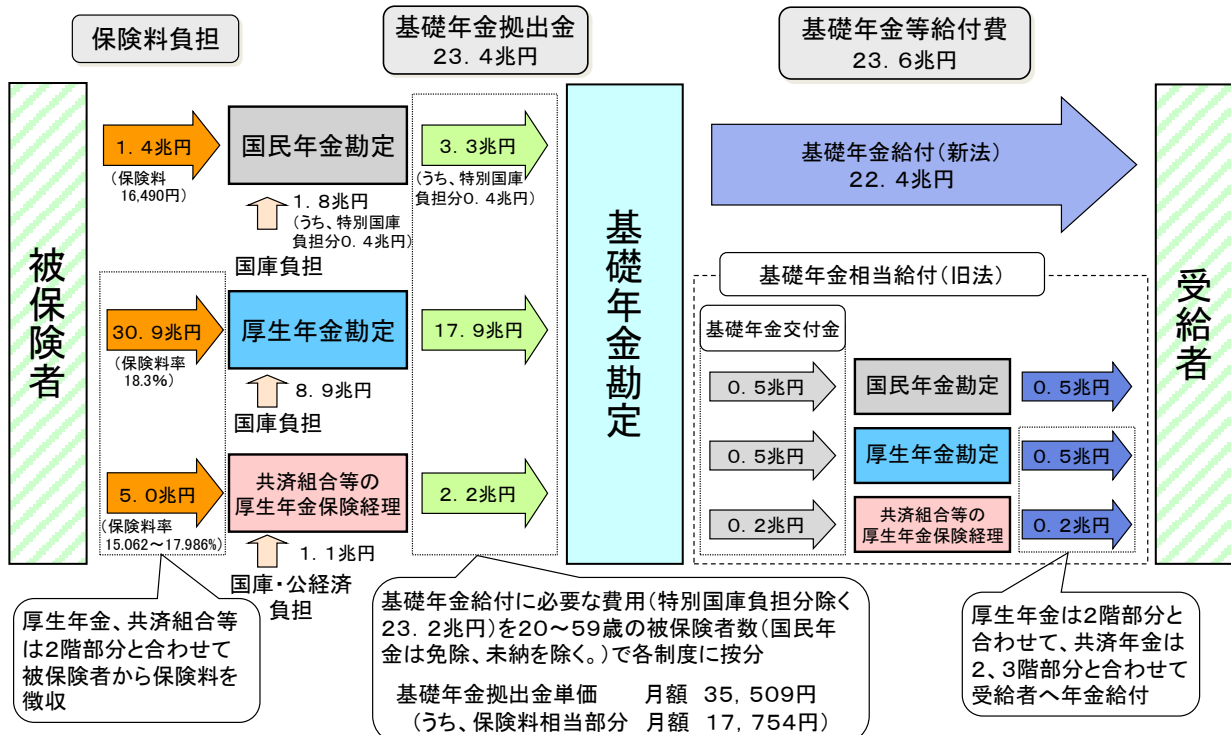 保険料負担
基礎年金拠出金
23.4兆円
基礎年金等給付費
23.6兆円
被保険者
1.4兆円
(保険料
16,490円)
国民年金勘定
1.8兆円
(うち、特別国庫
負担分0.4兆円)
国庫負担
3.3兆円
(うち、特別国庫
負担分0.4兆円)
30.9兆円
(保険料率
18.3%)
厚生年金勘定
8.9兆円
国庫負担
17.9兆円
5.0兆円
(保険料率
15.062~17.986%)
共済組合等の
厚生年金保険経理
1.1兆円
国庫・公経済
負担
2.2兆円
基礎年金勘定
基礎年金給付(新法)
22.4兆円
基礎年金相当給付(旧法)
基礎年金交付金
0.5兆円
国民年金勘定
0.5兆円
0.5兆円
厚生年金勘定
0.5兆円
0.2兆円
共済組合等の
厚生年金保険経理
0.2兆円
受給者
厚生年金、共済組合等
は2階部分と合わせて
被保険者から保険料を
徴収
基礎年金給付に必要な費用(特別国庫負担分除く
23.2兆円)を20~59歳の被保険者数(国民年
金は免除、未納を除く。)で各制度に按分
基礎年金拠出金単価 月額 35,509円
(うち、保険料相当部分 月額 17,754円)
厚生年金は2階部分と
合わせて、共済年金は
2、3階部分と合わせて
受給者へ年金給付